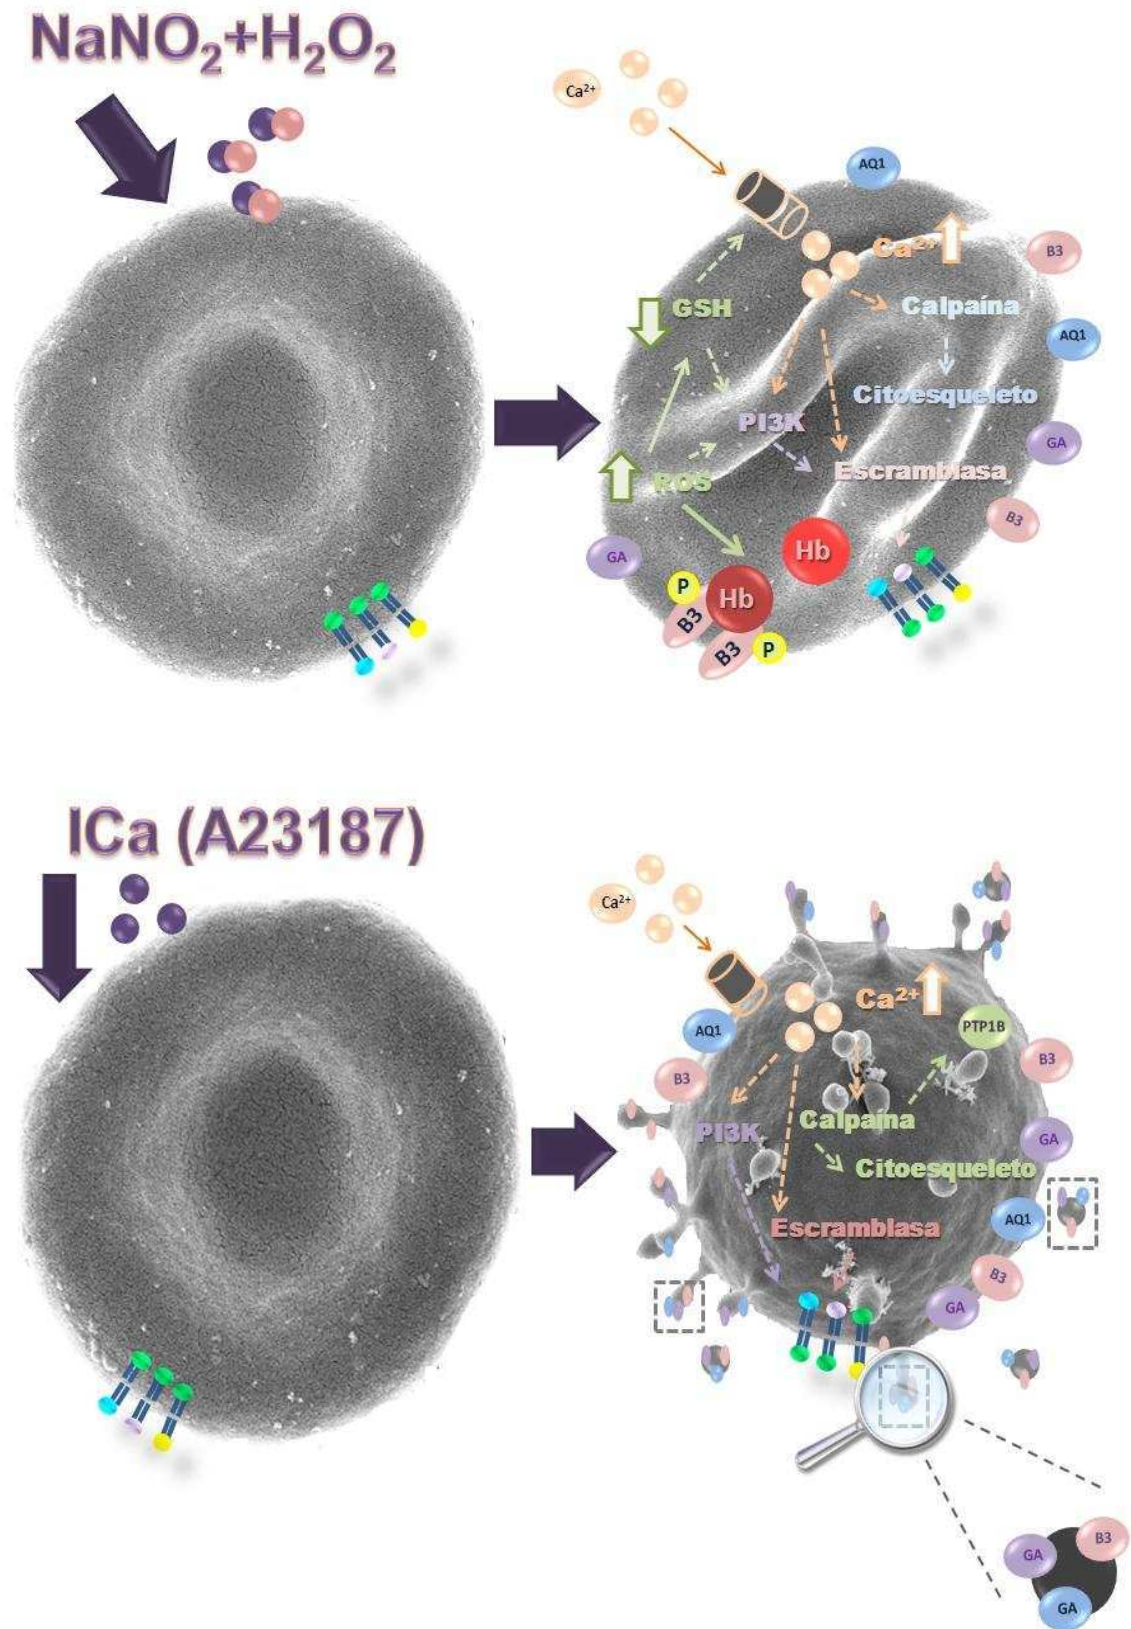 NaNO₂+H₂O₂
Ca²⁺
AQ1
Ca²⁺
B3
GSH
Calpaína
AQ1
Citoesqueleto
PI3K
GA
ROS
Escramblasa
B3
Hb
GA
P
Hb
B3
B3
P
ICa (A23187)
Ca²⁺
Ca²⁺
AQ1
PTP1B
B3
B3
Calpaína
PI3K
GA
Citoesqueleto
AQ1
Escramblasa
B3
GA
B3
GA
GA